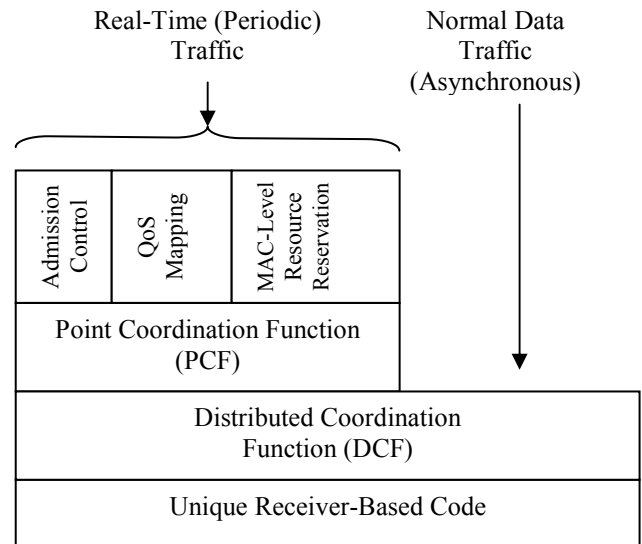 Real-Time (Periodic)
Traffic
Normal Data
Traffic
(Asynchronous)
Admission
Control
QoS
Mapping
MAC-Level
Resource
Reservation
Point Coordination Function
(PCF)
Distributed Coordination
Function (DCF)
Unique Receiver-Based Code